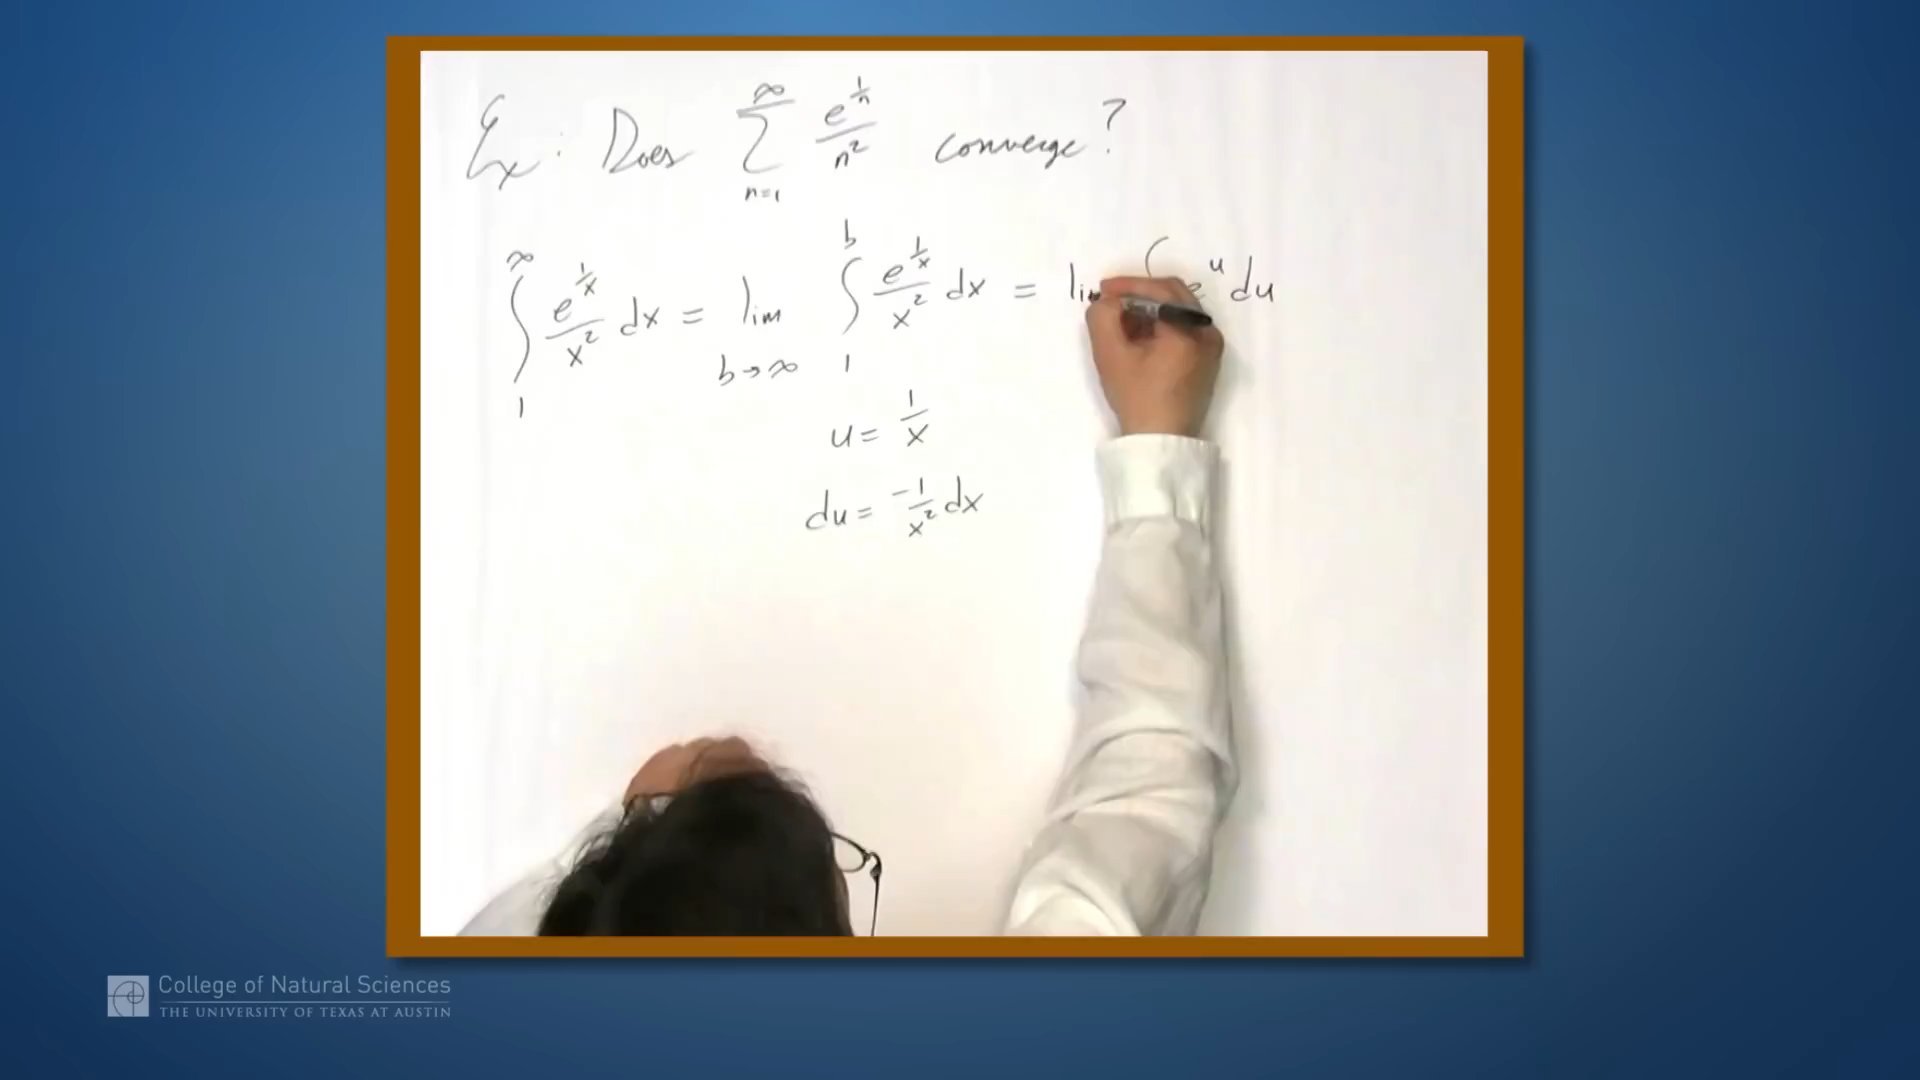 Ex: Does ∑_{n=1}^{∞} e^{1/n}/n² converge?
∫_1^∞ e^{1/x}/x² dx = lim_{b→∞} ∫_1^b e^{1/x}/x² dx = lim ∫ e^u du
u = 1/x
du = -1/x² dx
College of Natural Sciences
THE UNIVERSITY OF TEXAS AT AUSTIN